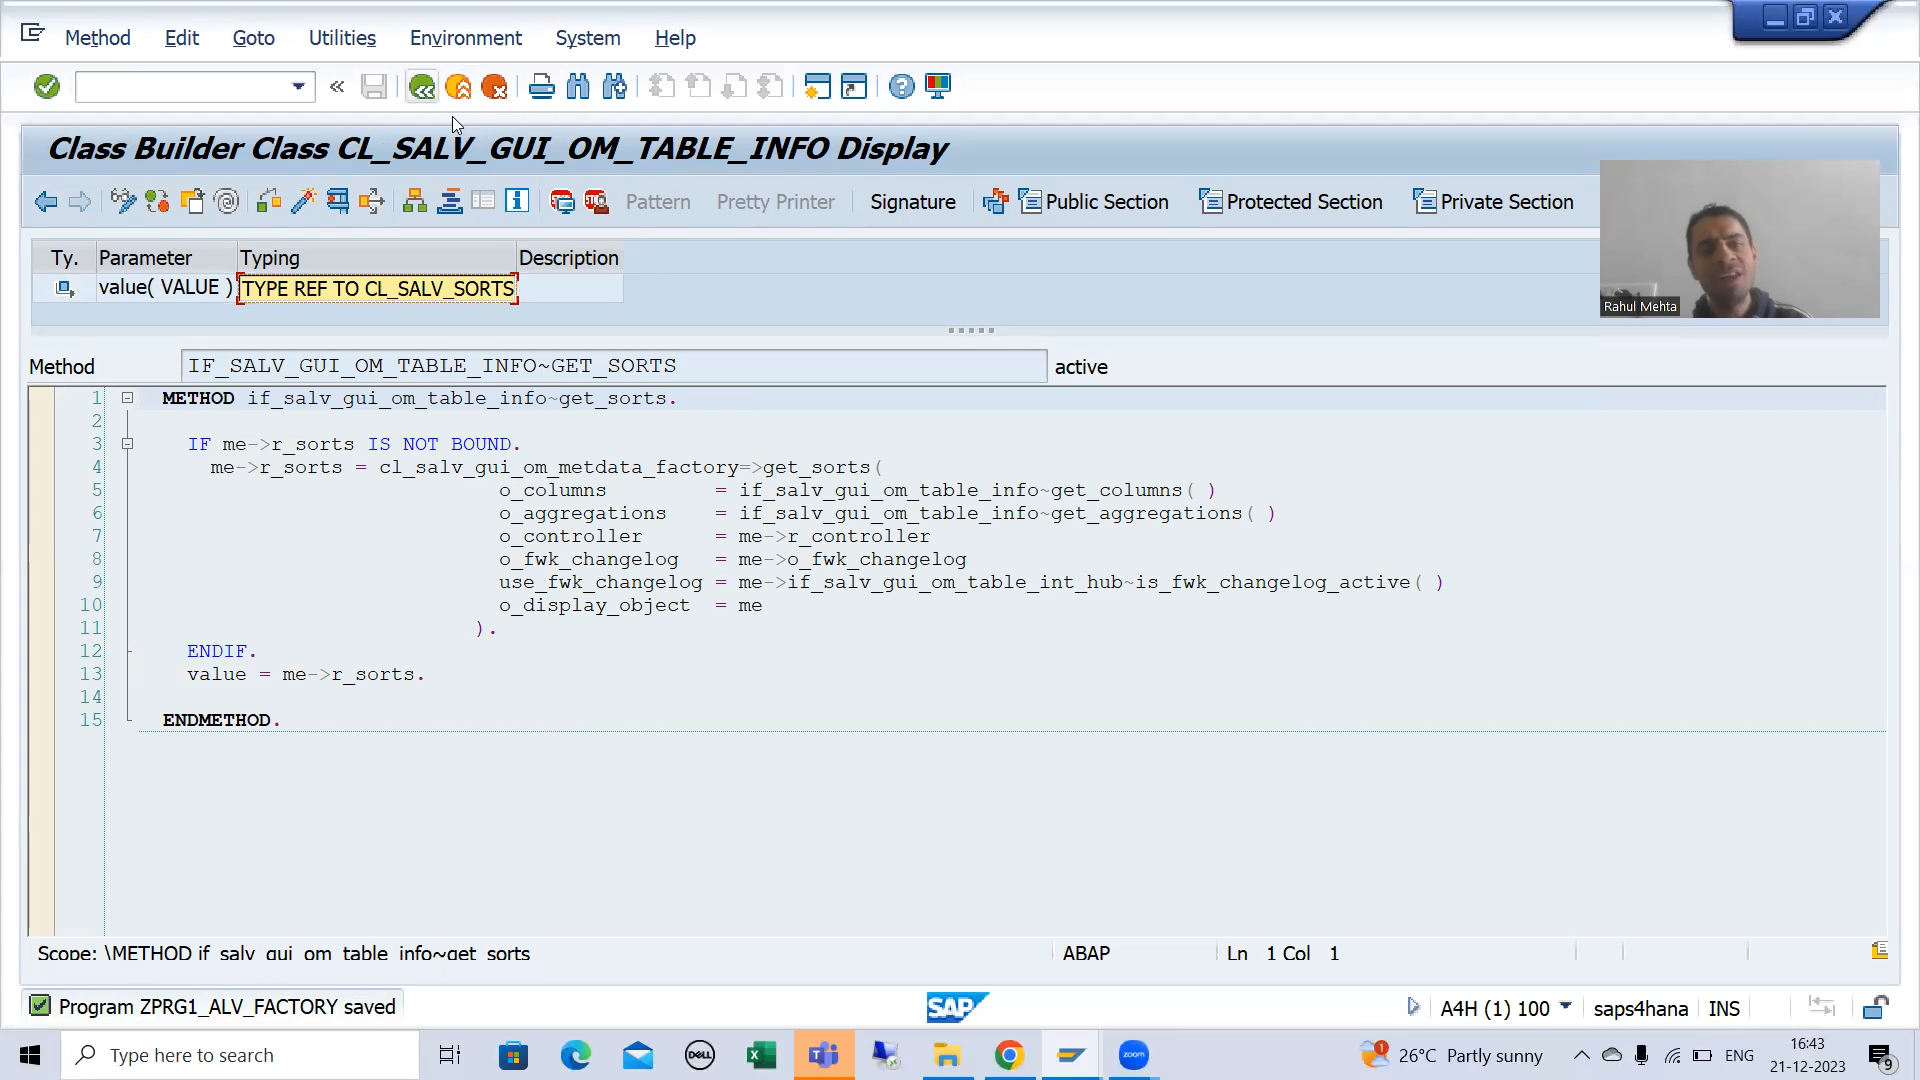 Method Edit Goto Utilities Environment System Help
Class Builder Class CL_SALV_GUI_OM_TABLE_INFO Display
Pattern Pretty Printer Signature Public Section Protected Section Private Section
Ty. Parameter Typing Description
value( VALUE ) TYPE REF TO CL_SALV_SORTS
Rahul Mehta
Method IF_SALV_GUI_OM_TABLE_INFO~GET_SORTS active
1 METHOD if_salv_gui_om_table_info~get_sorts.
2
3 IF me->r_sorts IS NOT BOUND.
4 me->r_sorts = cl_salv_gui_om_metdata_factory=>get_sorts(
5 o_columns = if_salv_gui_om_table_info~get_columns( )
6 o_aggregations = if_salv_gui_om_table_info~get_aggregations( )
7 o_controller = me->r_controller
8 o_fwk_changelog = me->o_fwk_changelog
9 use_fwk_changelog = me->if_salv_gui_om_table_int_hub~is_fwk_changelog_active( )
10 o_display_object = me
11 ).
12 ENDIF.
13 value = me->r_sorts.
14
15 ENDMETHOD.
Scope: \METHOD if_salv_gui_om_table_info~get_sorts ABAP Ln 1 Col 1
Program ZPRG1_ALV_FACTORY saved SAP A4H (1) 100 saps4hana INS
Type here to search DELL zoom 1 26°C Partly sunny ENG 16:43
21-12-2023 9